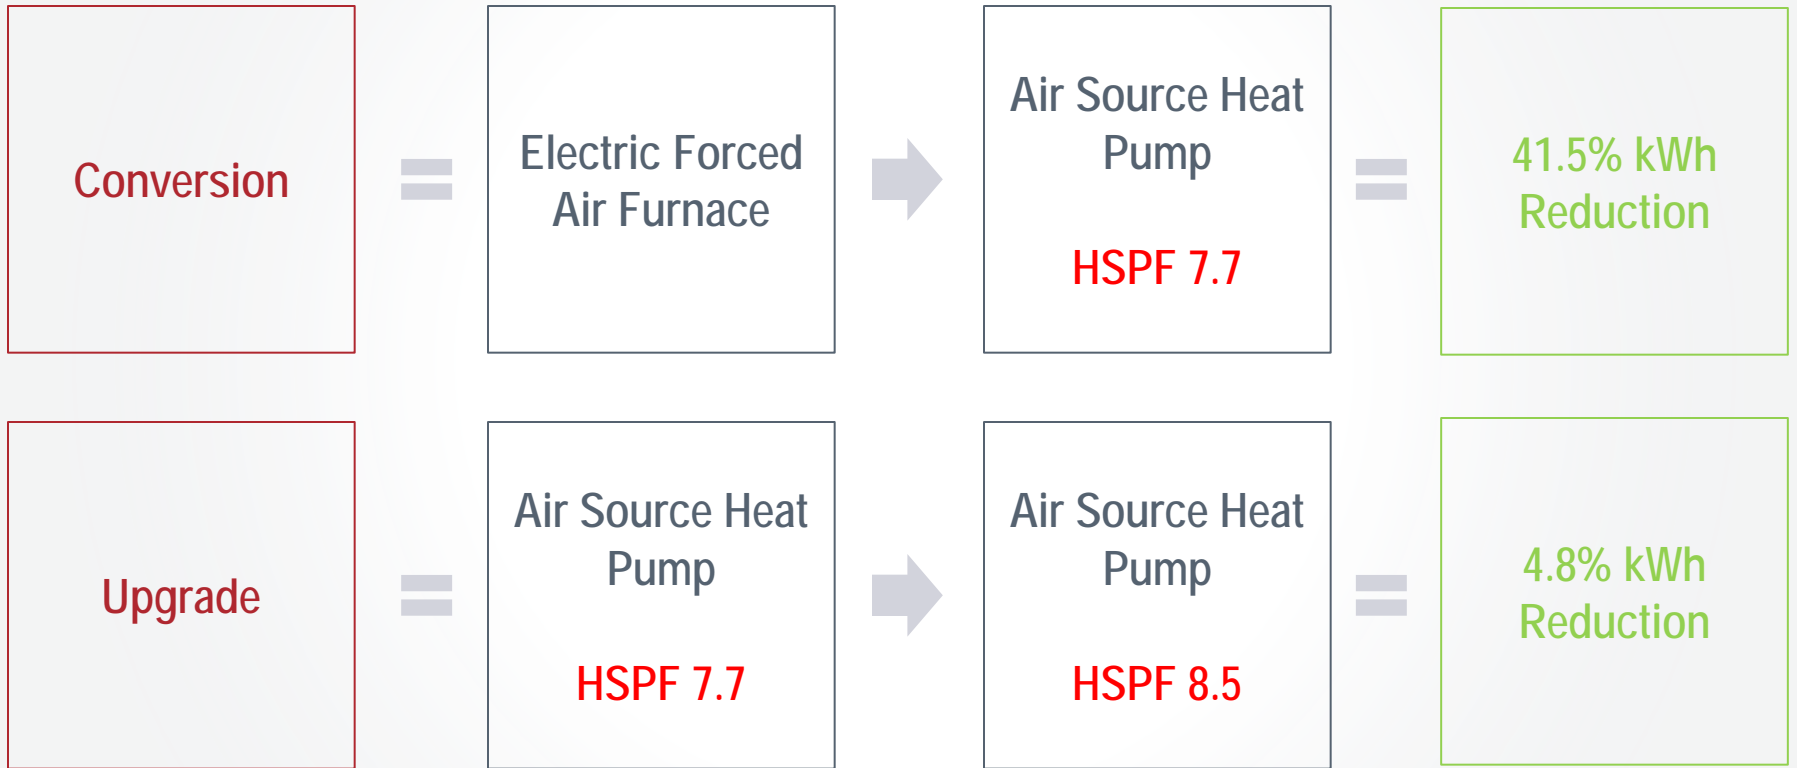 Conversion
Electric Forced
Air Furnace
Air Source Heat
Pump
HSPF 7.7
41.5% kWh
Reduction
Upgrade
Air Source Heat
Pump
HSPF 7.7
Air Source Heat
Pump
HSPF 8.5
4.8% kWh
Reduction